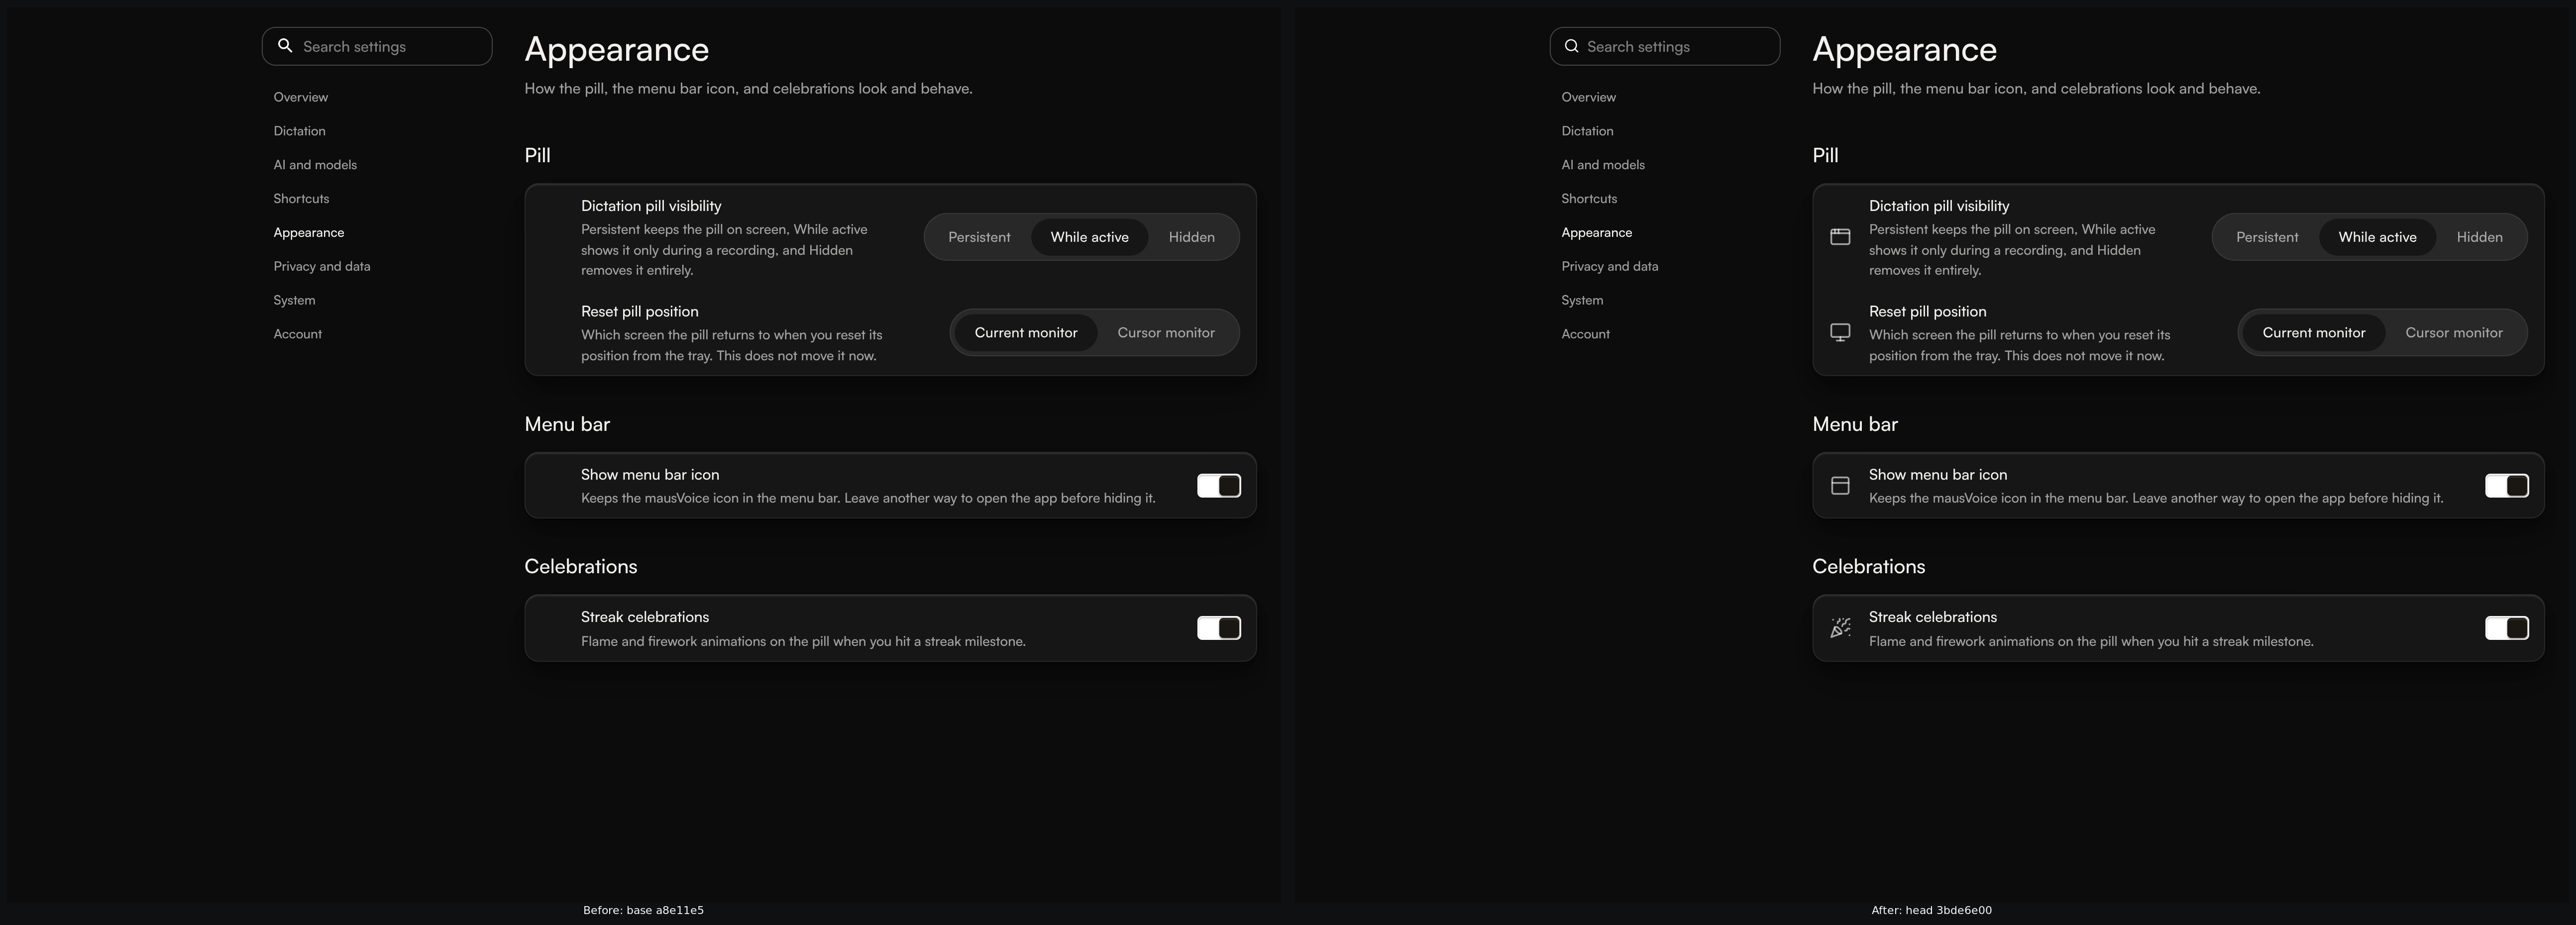 Search settings
Overview
Dictation
AI and models
Shortcuts
Appearance
Privacy and data
System
Account
Appearance
How the pill, the menu bar icon, and celebrations look and behave.
Pill
Dictation pill visibility
Persistent keeps the pill on screen, While active
shows it only during a recording, and Hidden
removes it entirely.
Persistent While active Hidden
Reset pill position
Which screen the pill returns to when you reset its
position from the tray. This does not move it now.
Current monitor Cursor monitor
Menu bar
Show menu bar icon
Keeps the mausVoice icon in the menu bar. Leave another way to open the app before hiding it.
Celebrations
Streak celebrations
Flame and firework animations on the pill when you hit a streak milestone.
Before: base a8e11e5
Search settings
Overview
Dictation
AI and models
Shortcuts
Appearance
Privacy and data
System
Account
Appearance
How the pill, the menu bar icon, and celebrations look and behave.
Pill
Dictation pill visibility
Persistent keeps the pill on screen, While active
shows it only during a recording, and Hidden
removes it entirely.
Persistent While active Hidden
Reset pill position
Which screen the pill returns to when you reset its
position from the tray. This does not move it now.
Current monitor Cursor monitor
Menu bar
Show menu bar icon
Keeps the mausVoice icon in the menu bar. Leave another way to open the app before hiding it.
Celebrations
Streak celebrations
Flame and firework animations on the pill when you hit a streak milestone.
After: head 3bde6e00